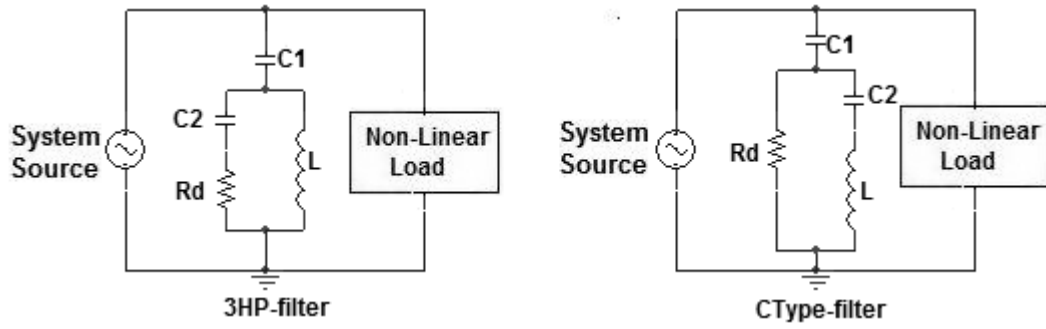 C1
C2
System
Source
L
Rd
Non-Linear
Load
3HP-filter
C1
C2
System
Source
Rd
L
Non-Linear
Load
CType-filter